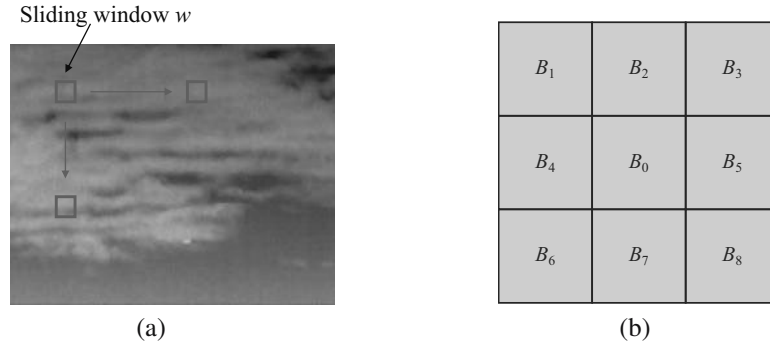 Sliding window w
B1 B2 B3
B4 B0 B5
B6 B7 B8
(a) (b)